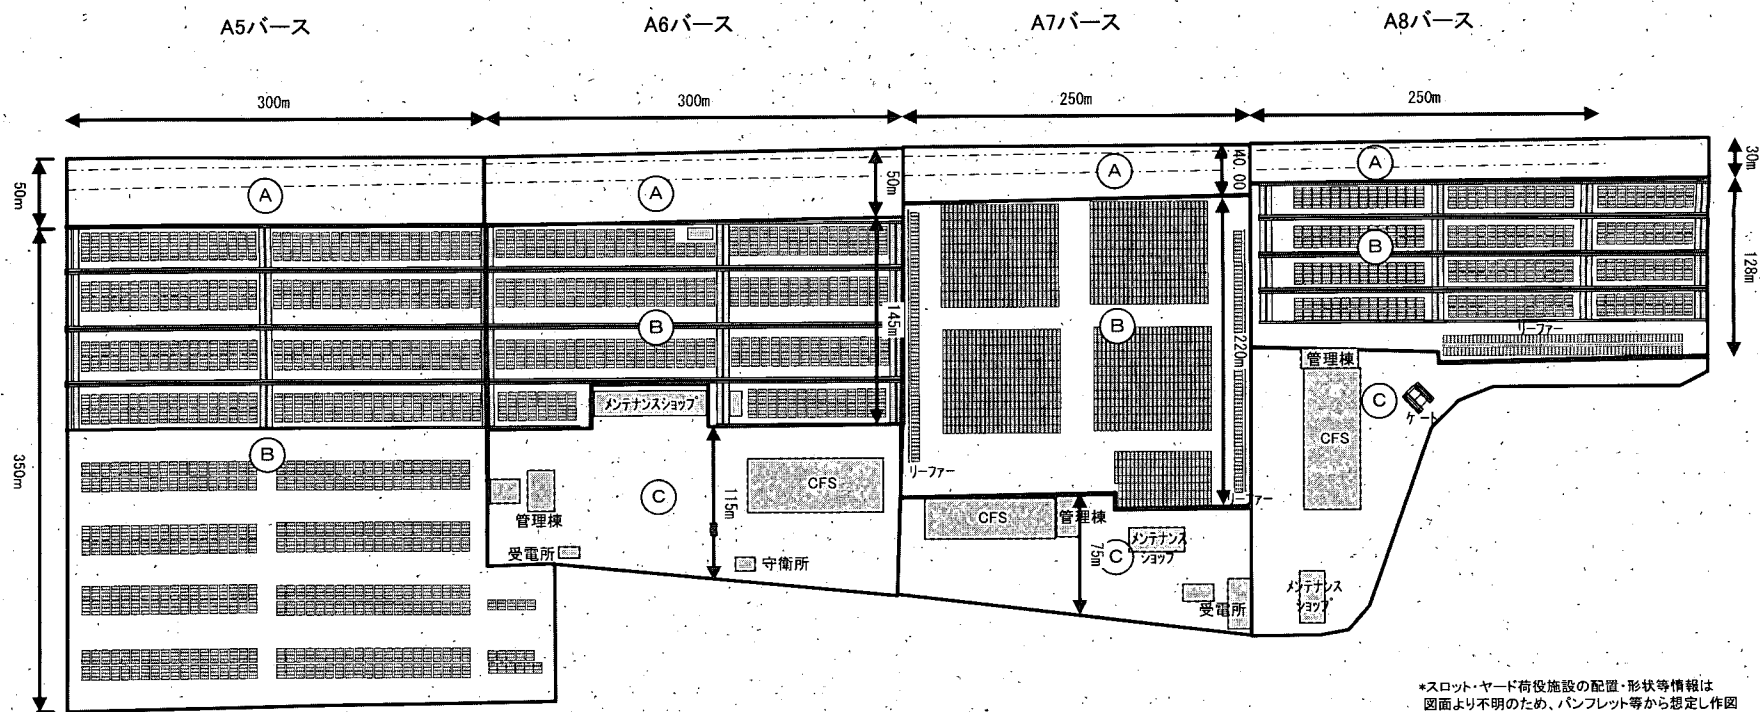 A5バース
A6バース
A7バース
A8バース
300m
300m
250m
250m
50m
A
A
50m
A
40.00
A
30m
B
145m
B
220m
B
128m
リーファー
350m
B
メンテナンスショップ
管理棟
C
ゲート
CFS
C
115m
CFS
管理棟
受電所
守衛所
リーファー
リーファー
CFS
管理棟
C
メンテナンス
ショップ
75m
受電所
メンテナンス
ショップ
*スロット・ヤード荷役施設の配置・形状等情報は
図面より不明のため、パンフレット等から想定し作図